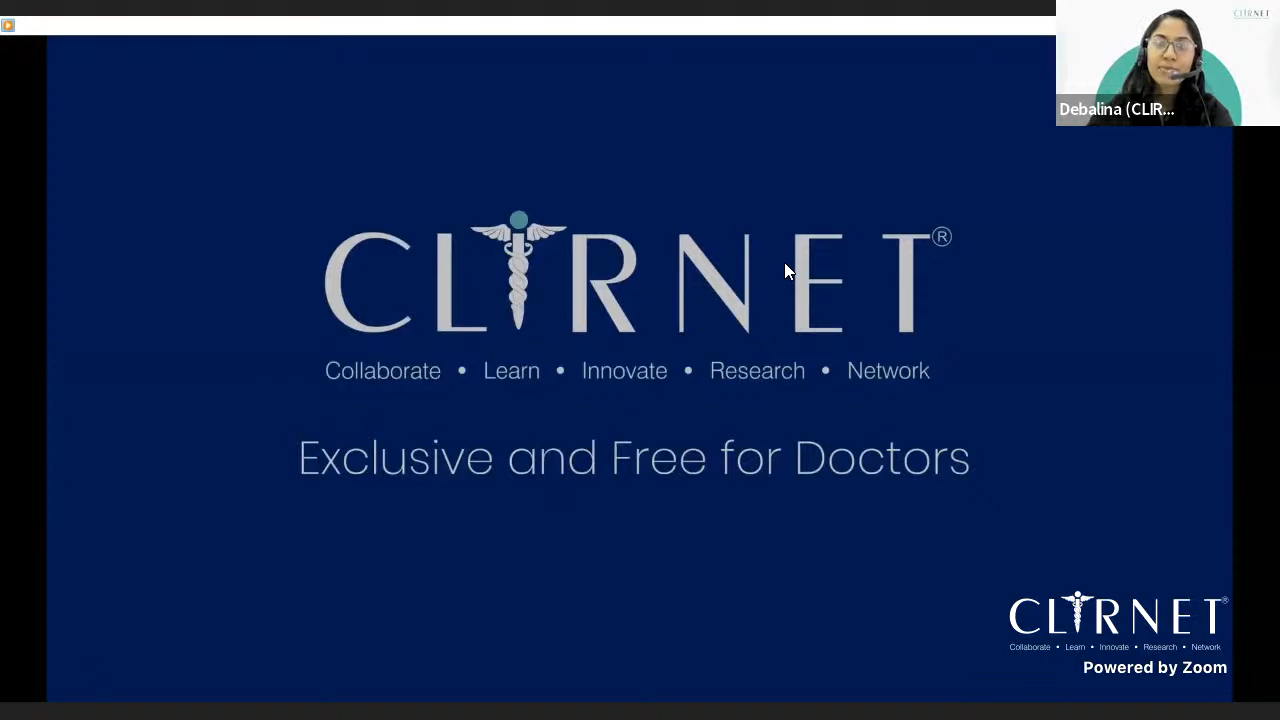 CLIRNET
Debalina (CLIR...
CLIRNET®
Collaborate • Learn • Innovate • Research • Network
Exclusive and Free for Doctors
CLIRNET®
Collaborate • Learn • Innovate • Research • Network
Powered by Zoom